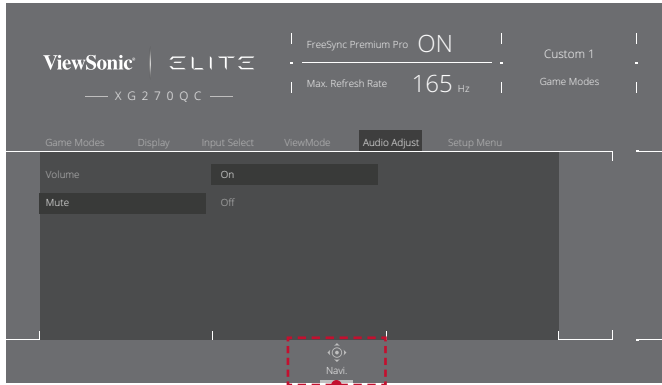 ViewSonic® ELITE
XG270QC
FreeSync Premium Pro ON
Max. Refresh Rate 165 Hz
Custom 1
Game Modes
Game Modes Display Input Select ViewMode Audio Adjust Setup Menu
Volume On
Mute Off
Navi.